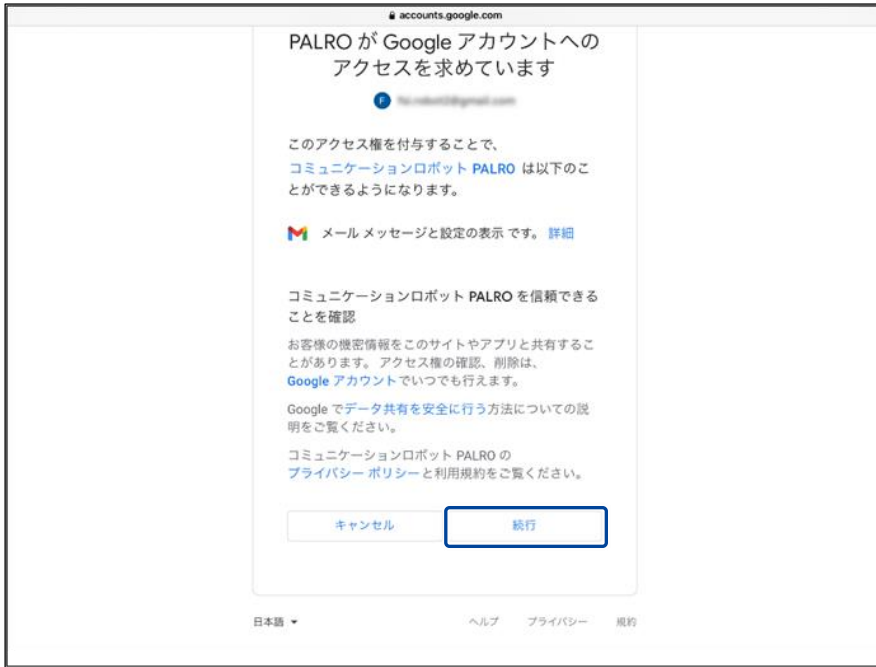 accounts.google.com
PALRO が Google アカウントへの
アクセスを求めています
F
このアクセス権を付与することで、
コミュニケーションロボット PALRO は以下のこ
とができるようになります。
メール メッセージと設定の表示 です。 詳細
コミュニケーションロボット PALRO を信頼できる
ことを確認
お客様の機密情報をこのサイトやアプリと共有するこ
とがあります。 アクセス権の確認、削除は、
Google アカウントでいつでも行えます。
Google でデータ共有を安全に行う方法についての説
明をご覧ください。
コミュニケーションロボット PALRO の
プライバシー ポリシーと利用規約をご覧ください。
キャンセル 続行
日本語 ヘルプ プライバシー 規約